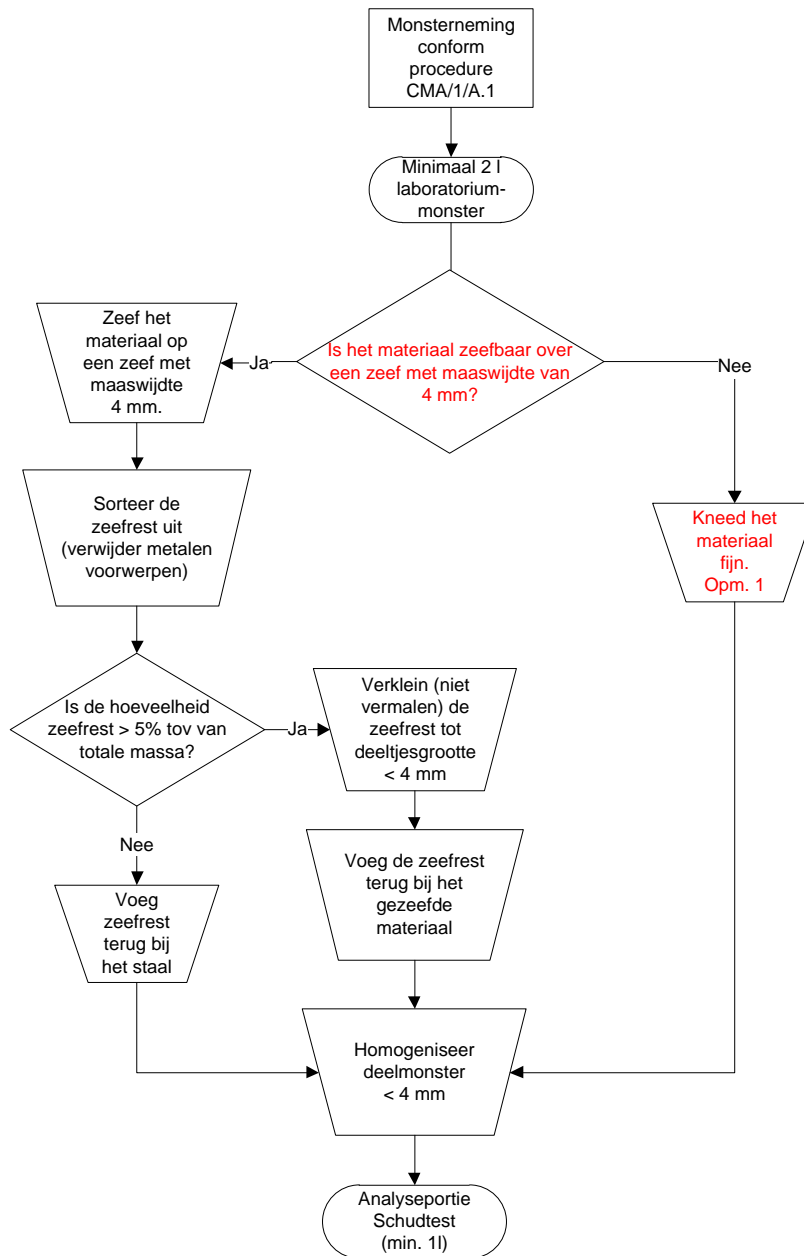 Monsterneming
conform
procedure
CMA/1/A.1
Minimaal 2 l
laboratorium-
monster
Is het materiaal zeefbaar over
een zeef met maaswijdte van
4 mm?
Ja
Nee
Zeef het
materiaal op
een zeef met
maaswijdte
4 mm.
Sorteer de
zeefrest uit
(verwijder metalen
voorwerpen)
Kneed het
materiaal
fijn.
Opm. 1
Is de hoeveelheid
zeefrest > 5% tov van
totale massa?
Ja
Nee
Verklein (niet
vermalen) de
zeefrest tot
deeltjesgrootte
< 4 mm
Voeg de zeefrest
terug bij het
gezeefde
materiaal
Voeg
zeefrest
terug bij
het staal
Homogeniseer
deelmonster
< 4 mm
Analyseportie
Schudtest
(min. 1l)